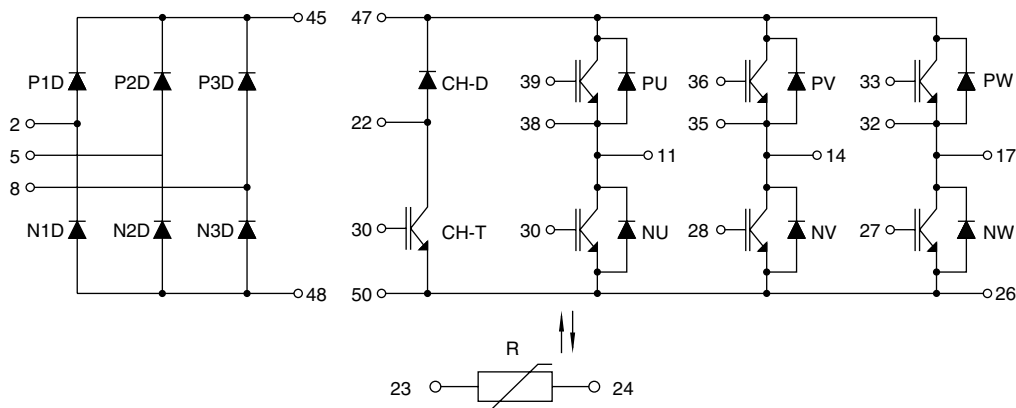 45 47
P1D P2D P3D CH-D 39 PU 36 PV 33 PW
2 22 38 35 32
5 11 14 17
8
N1D N2D N3D 30 CH-T 30 NU 28 NV 27 NW
48 50 26
R
23 24